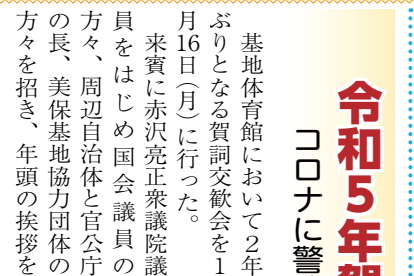 令和5年賀
コロナに警
基地体育館において2年
ぶりとなる賀詞交歓会を1
月16日(月)に行った。
来賓に赤沢亮正衆議院議
員をはじめ国会議員の
方々、周辺自治体と官公庁
の長、美保基地協力団体の
方々を招き、年頭の挨拶を